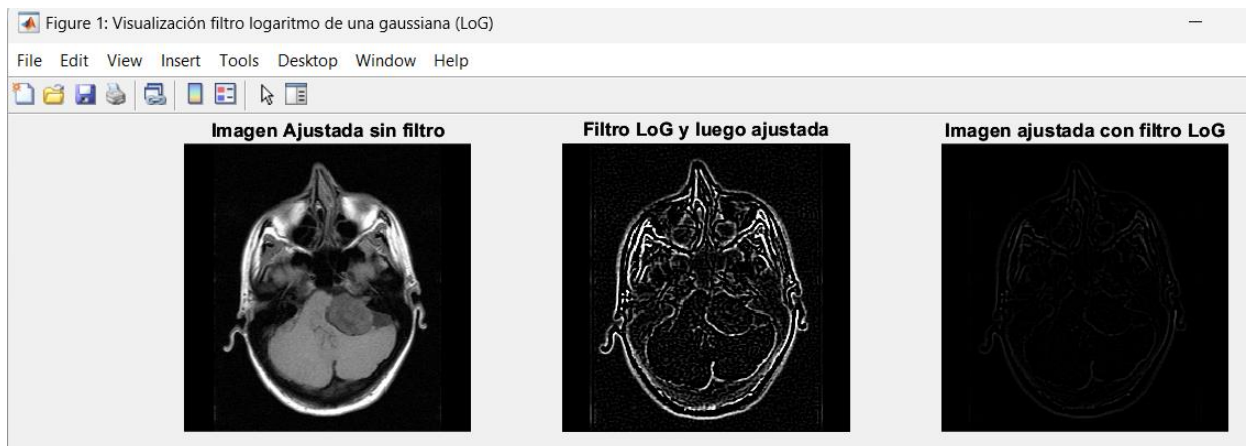 Figure 1: Visualización filtro logaritmo de una gaussiana (LoG)
File Edit View Insert Tools Desktop Window Help
Imagen Ajustada sin filtro
Filtro LoG y luego ajustada
Imagen ajustada con filtro LoG